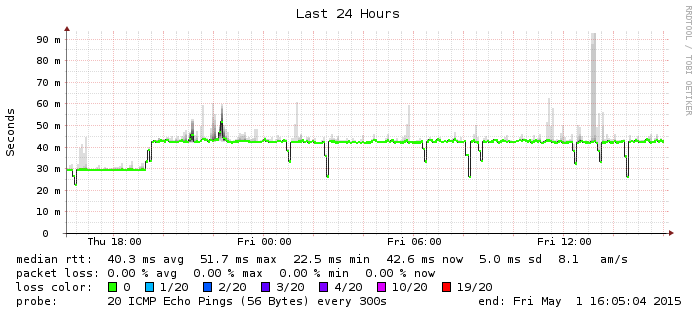 Last 24 Hours
RRDTOOL / TOBI OETIKER
Seconds
90 m
80 m
70 m
60 m
50 m
40 m
30 m
20 m
10 m
0
Thu 18:00 Fri 00:00 Fri 06:00 Fri 12:00
median rtt: 40.3 ms avg 51.7 ms max 22.5 ms min 42.6 ms now 5.0 ms sd 8.1 am/s
packet loss: 0.00 % avg 0.00 % max 0.00 % min 0.00 % now
loss color: 0 1/20 2/20 3/20 4/20 10/20 19/20
probe: 20 ICMP Echo Pings (56 Bytes) every 300s end: Fri May 1 16:05:04 2015